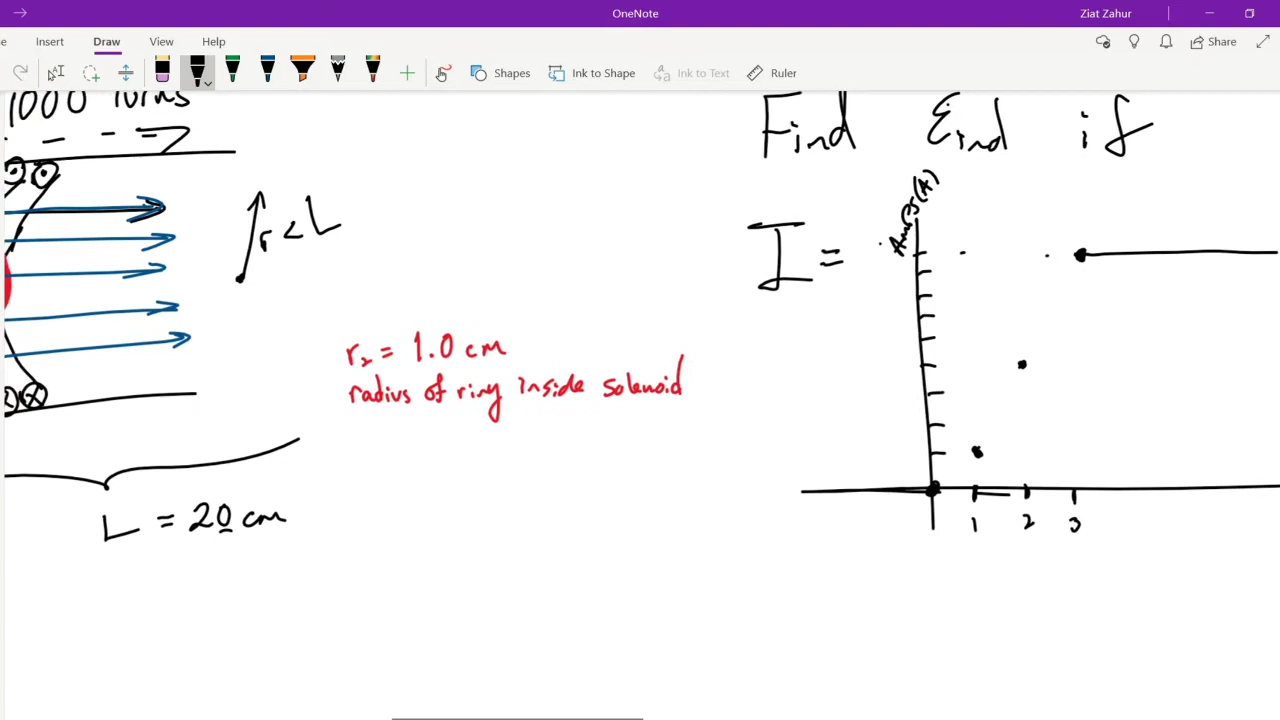 OneNote
Ziat Zahur
Insert
Draw
View
Help
Share
Shapes
Ink to Shape
Ink to Text
Ruler
1000 Turns
r < L
r₂ = 1.0 cm
radius of ring inside solenoid
L = 20 cm
Find Eind if
Amps(A)
I =
1 2 3